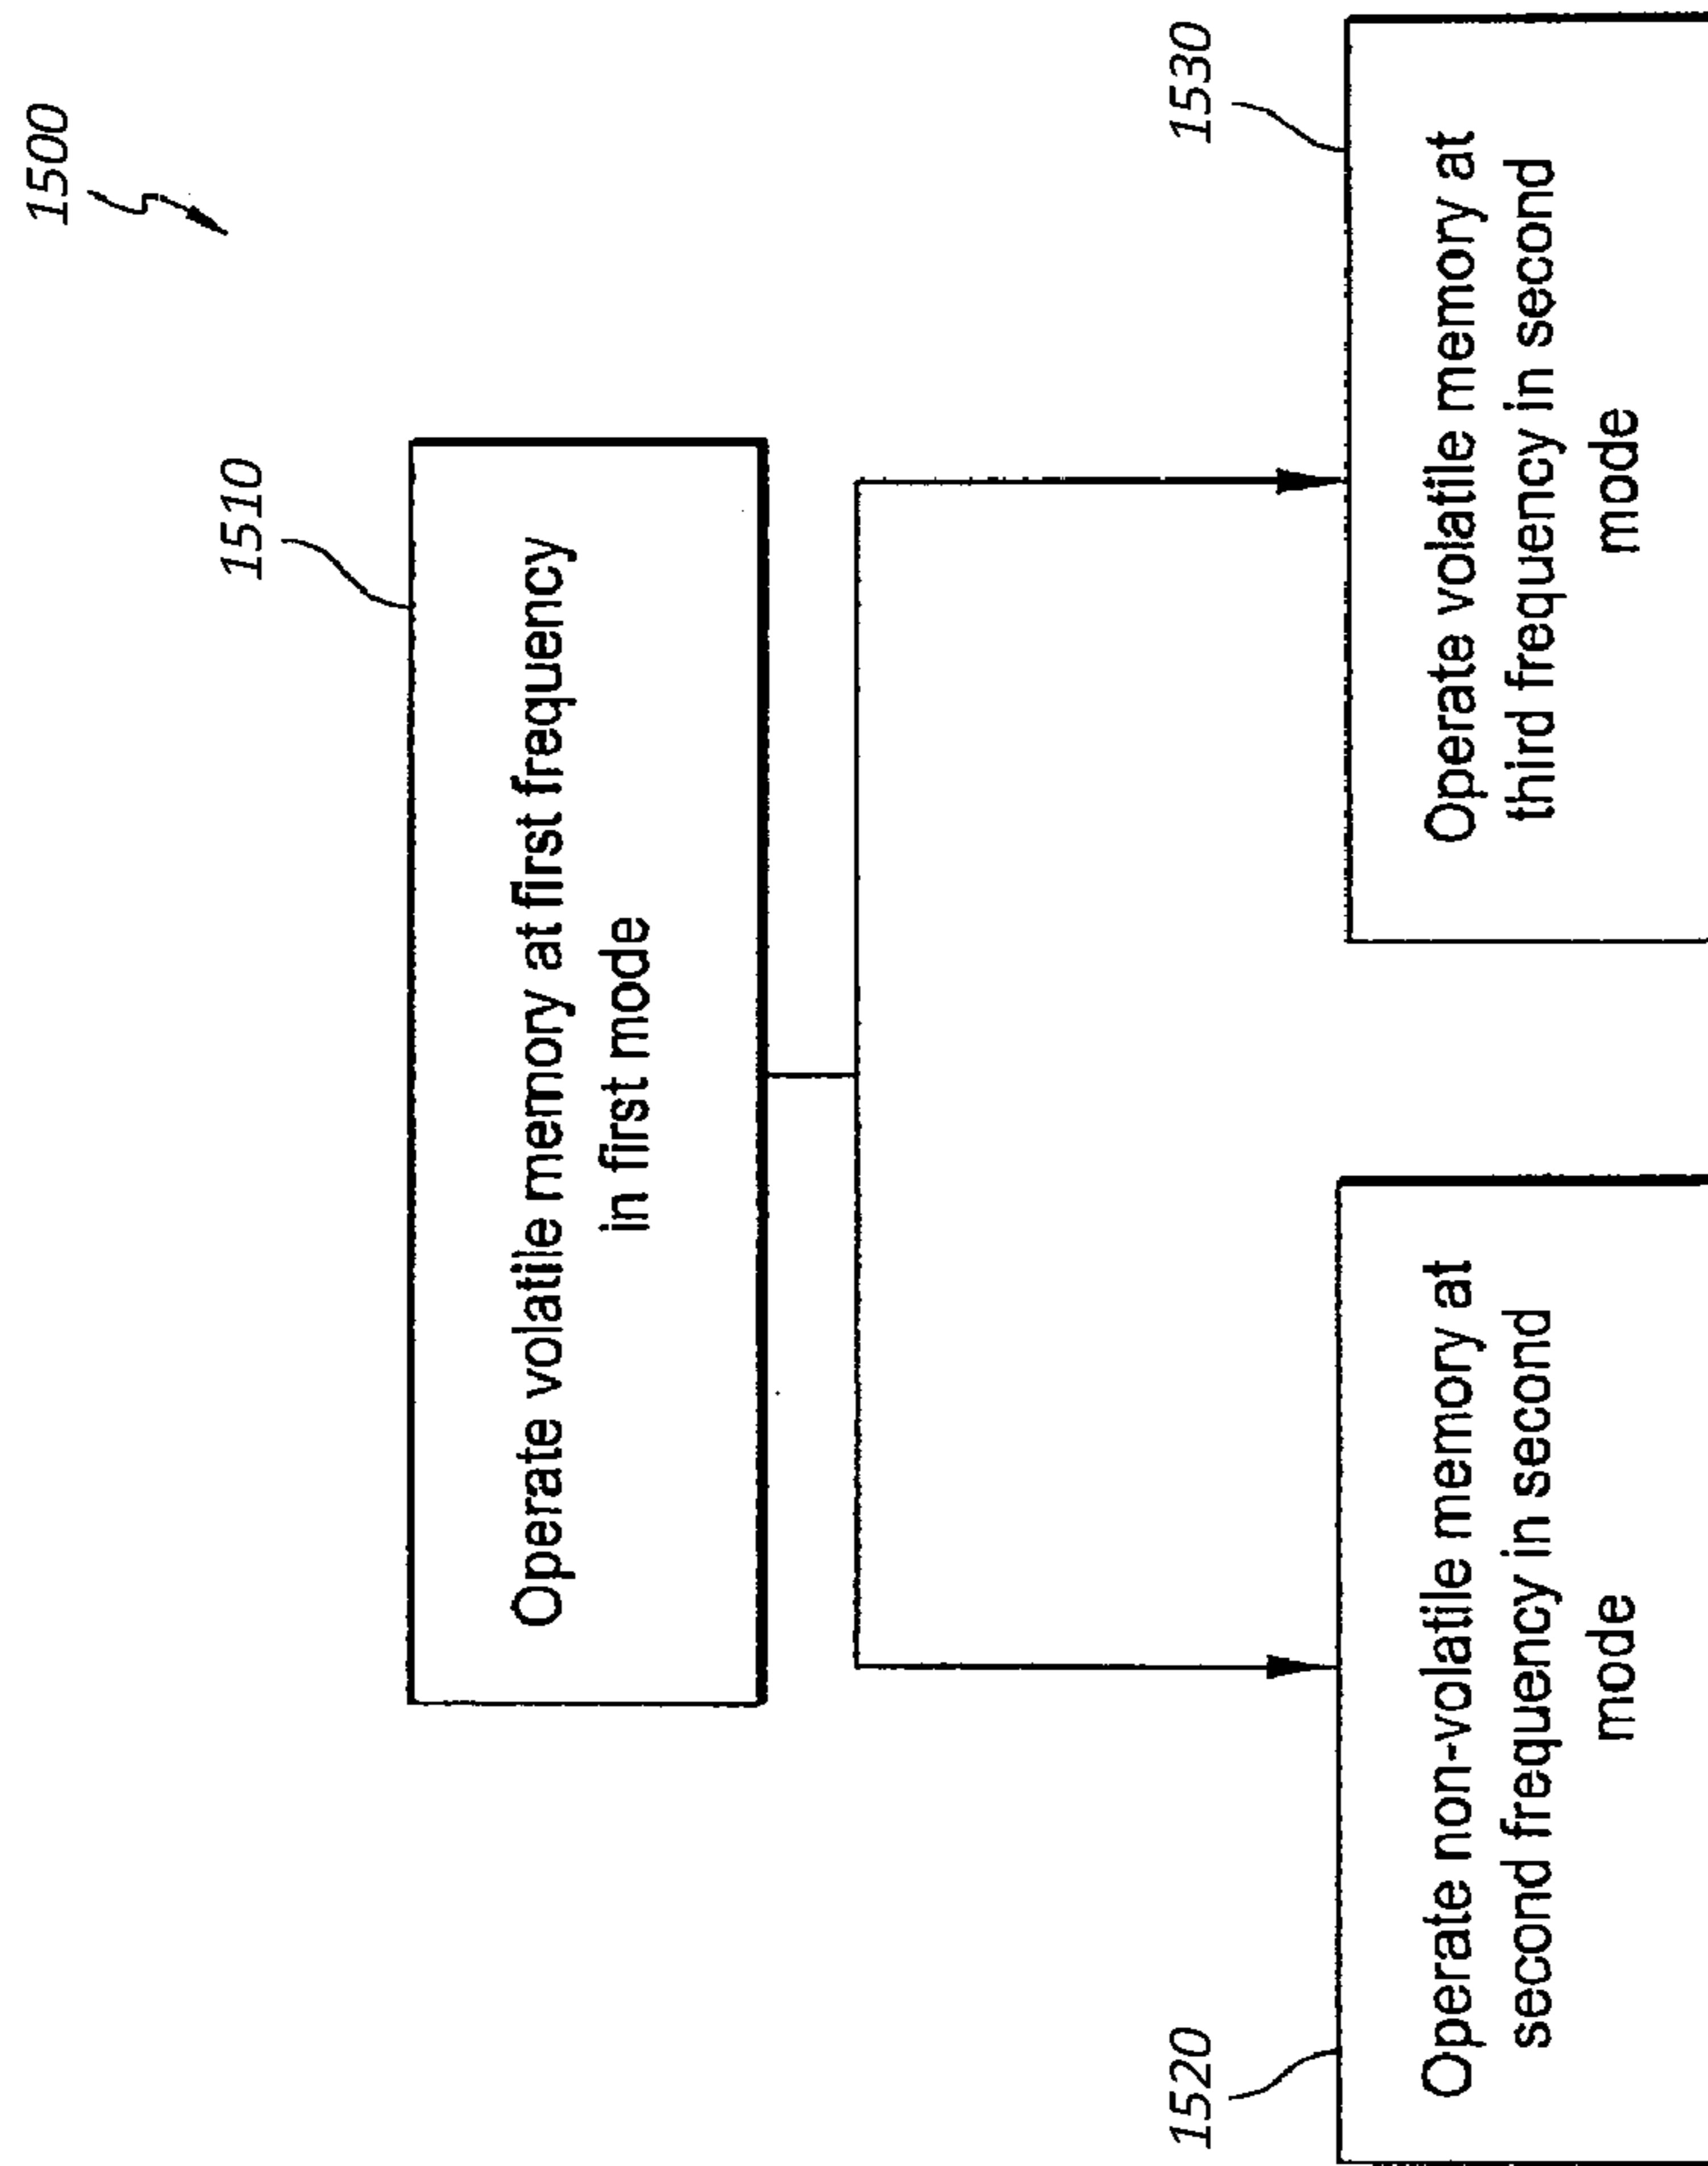 1500
1510
Operate volatile memory at first frequency
in first mode
1520
Operate non-volatile memory at
second frequency in second
mode
1530
Operate volatile memory at
third frequency in second
mode